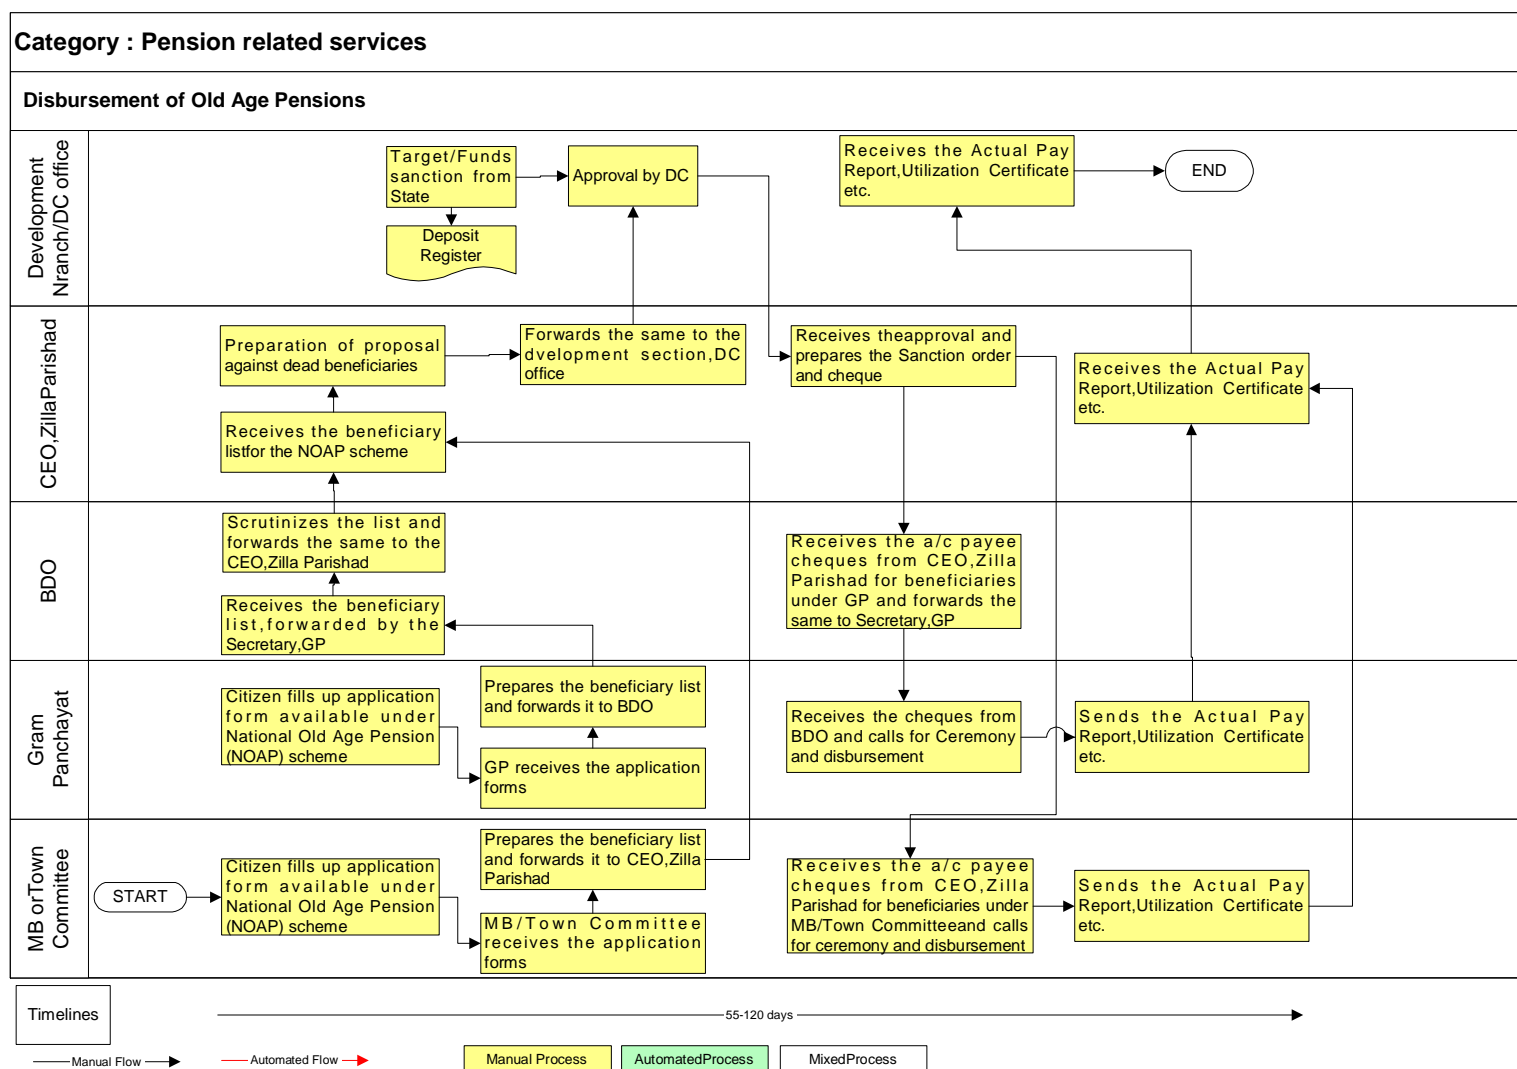 Category : Pension related services
Disbursement of Old Age Pensions
Development
Nranch/DC office
Target/Funds
sanction from
State
Deposit
Register
Approval by DC
Receives the Actual Pay
Report,Utilization Certificate
etc.
END
CEO,ZillaParishad
Preparation of proposal
against dead beneficiaries
Forwards the same to the
dvelopment section,DC
office
Receives theapproval and
prepares the Sanction order
and cheque
Receives the Actual Pay
Report,Utilization Certificate
etc.
Receives the beneficiary
listfor the NOAP scheme
BDO
Scrutinizes the list and
forwards the same to the
CEO,Zilla Parishad
Receives the beneficiary
list,forwarded by the
Secretary,GP
Receives the a/c payee
cheques from CEO,Zilla
Parishad for beneficiaries
under GP and forwards the
same to Secretary,GP
Gram
Panchayat
Citizen fills up application
form available under
National Old Age Pension
(NOAP) scheme
Prepares the beneficiary list
and forwards it to BDO
GP receives the application
forms
Receives the cheques from
BDO and calls for Ceremony
and disbursement
Sends the Actual Pay
Report,Utilization Certificate
etc.
MB orTown
Committee
START
Citizen fills up application
form available under
National Old Age Pension
(NOAP) scheme
Prepares the beneficiary list
and forwards it to CEO,Zilla
Parishad
MB/Town Committee
receives the application
forms
Receives the a/c payee
cheques from CEO,Zilla
Parishad for beneficiaries under
MB/Town Committeeand calls
for ceremony and disbursement
Sends the Actual Pay
Report,Utilization Certificate
etc.
Timelines
55-120 days
Manual Flow
Automated Flow
Manual Process
AutomatedProcess
MixedProcess